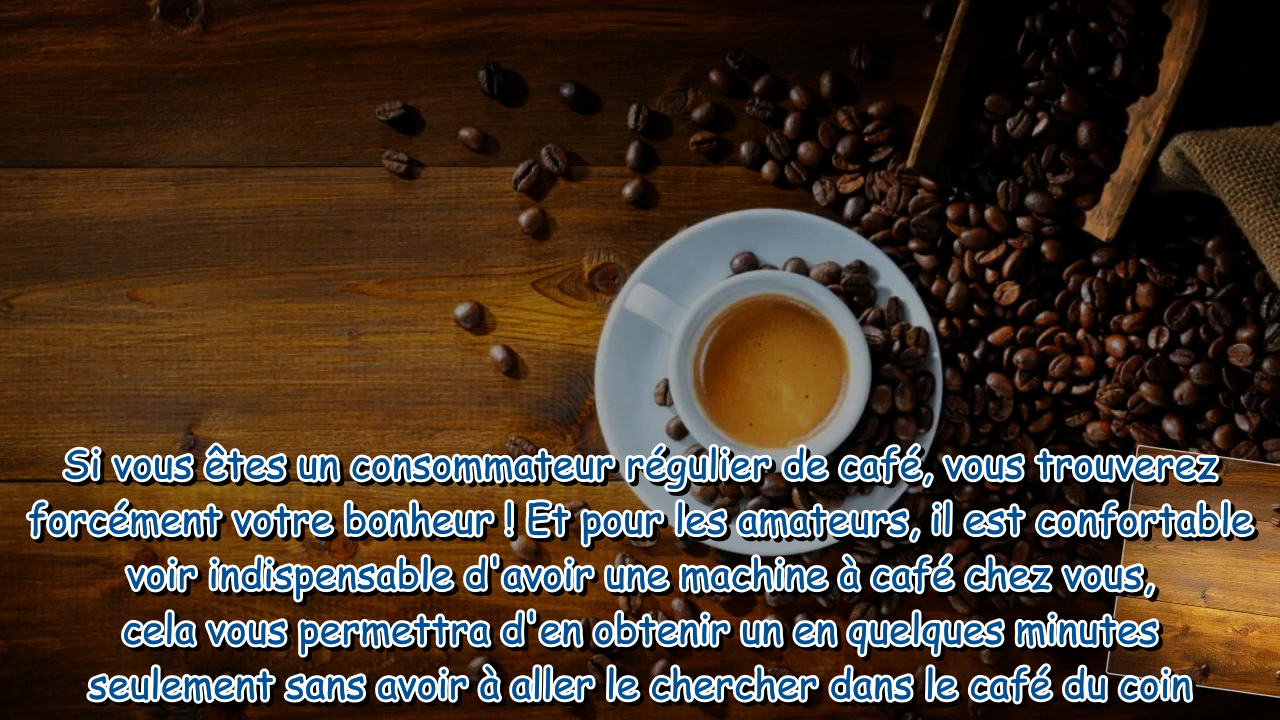 Si vous êtes un consommateur régulier de café, vous trouverez
forcément votre bonheur ! Et pour les amateurs, il est confortable
voir indispensable d'avoir une machine à café chez vous,
cela vous permettra d'en obtenir un en quelques minutes
seulement sans avoir à aller le chercher dans le café du coin